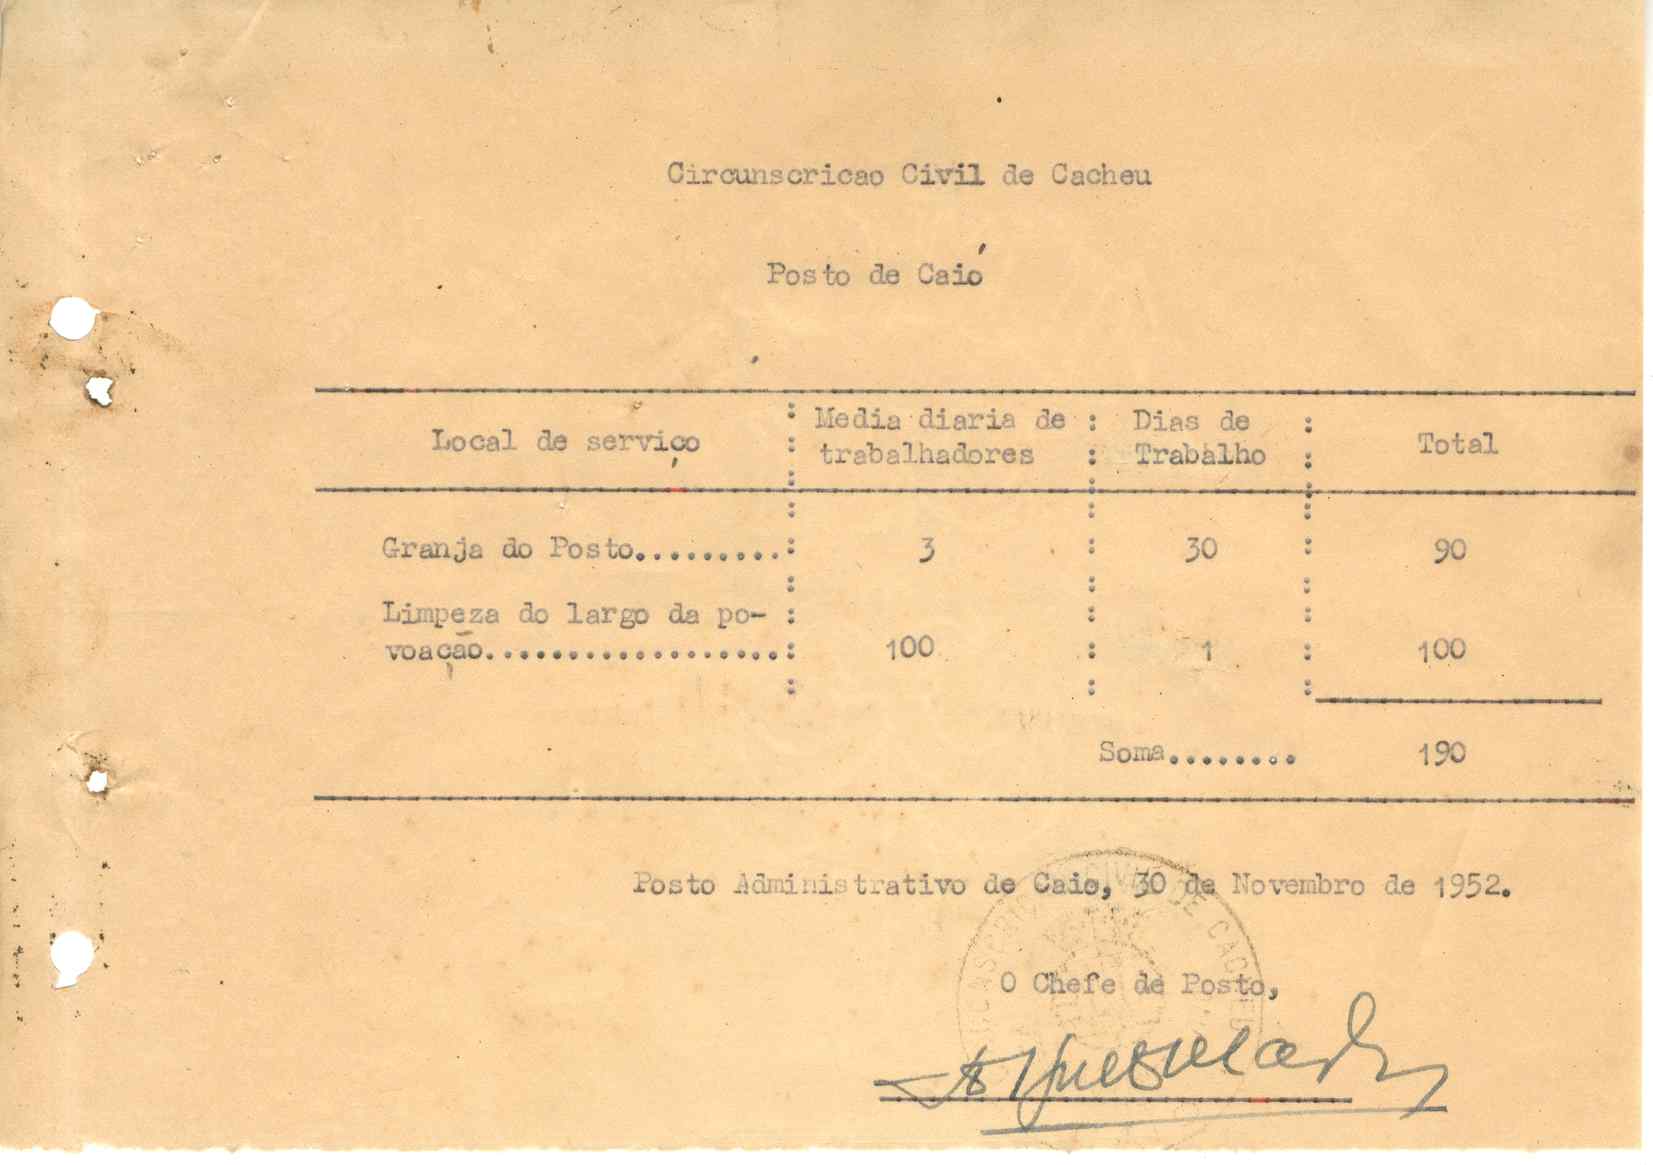 Circunscricao Civil de Cacheu
Posto de Caió
Local de serviço : Media diaria de trabalhadores : Dias de Trabalho : Total
Granja do Posto.........: 3 : 30 : 90
Limpeza do largo da po- :
voação..................: 100 : 1 : 100
Soma........ 190
Posto Administrativo de Caio, 30 de Novembro de 1952.
O Chefe de Posto,